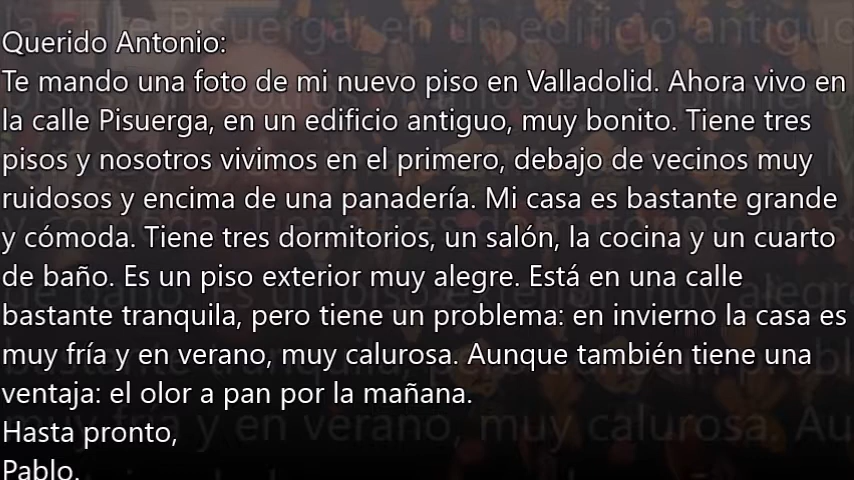 Querido Antonio:
Te mando una foto de mi nuevo piso en Valladolid. Ahora vivo en
la calle Pisuerga, en un edificio antiguo, muy bonito. Tiene tres
pisos y nosotros vivimos en el primero, debajo de vecinos muy
ruidosos y encima de una panadería. Mi casa es bastante grande
y cómoda. Tiene tres dormitorios, un salón, la cocina y un cuarto
de baño. Es un piso exterior muy alegre. Está en una calle
bastante tranquila, pero tiene un problema: en invierno la casa es
muy fría y en verano, muy calurosa. Aunque también tiene una
ventaja: el olor a pan por la mañana.
Hasta pronto,
Pablo.